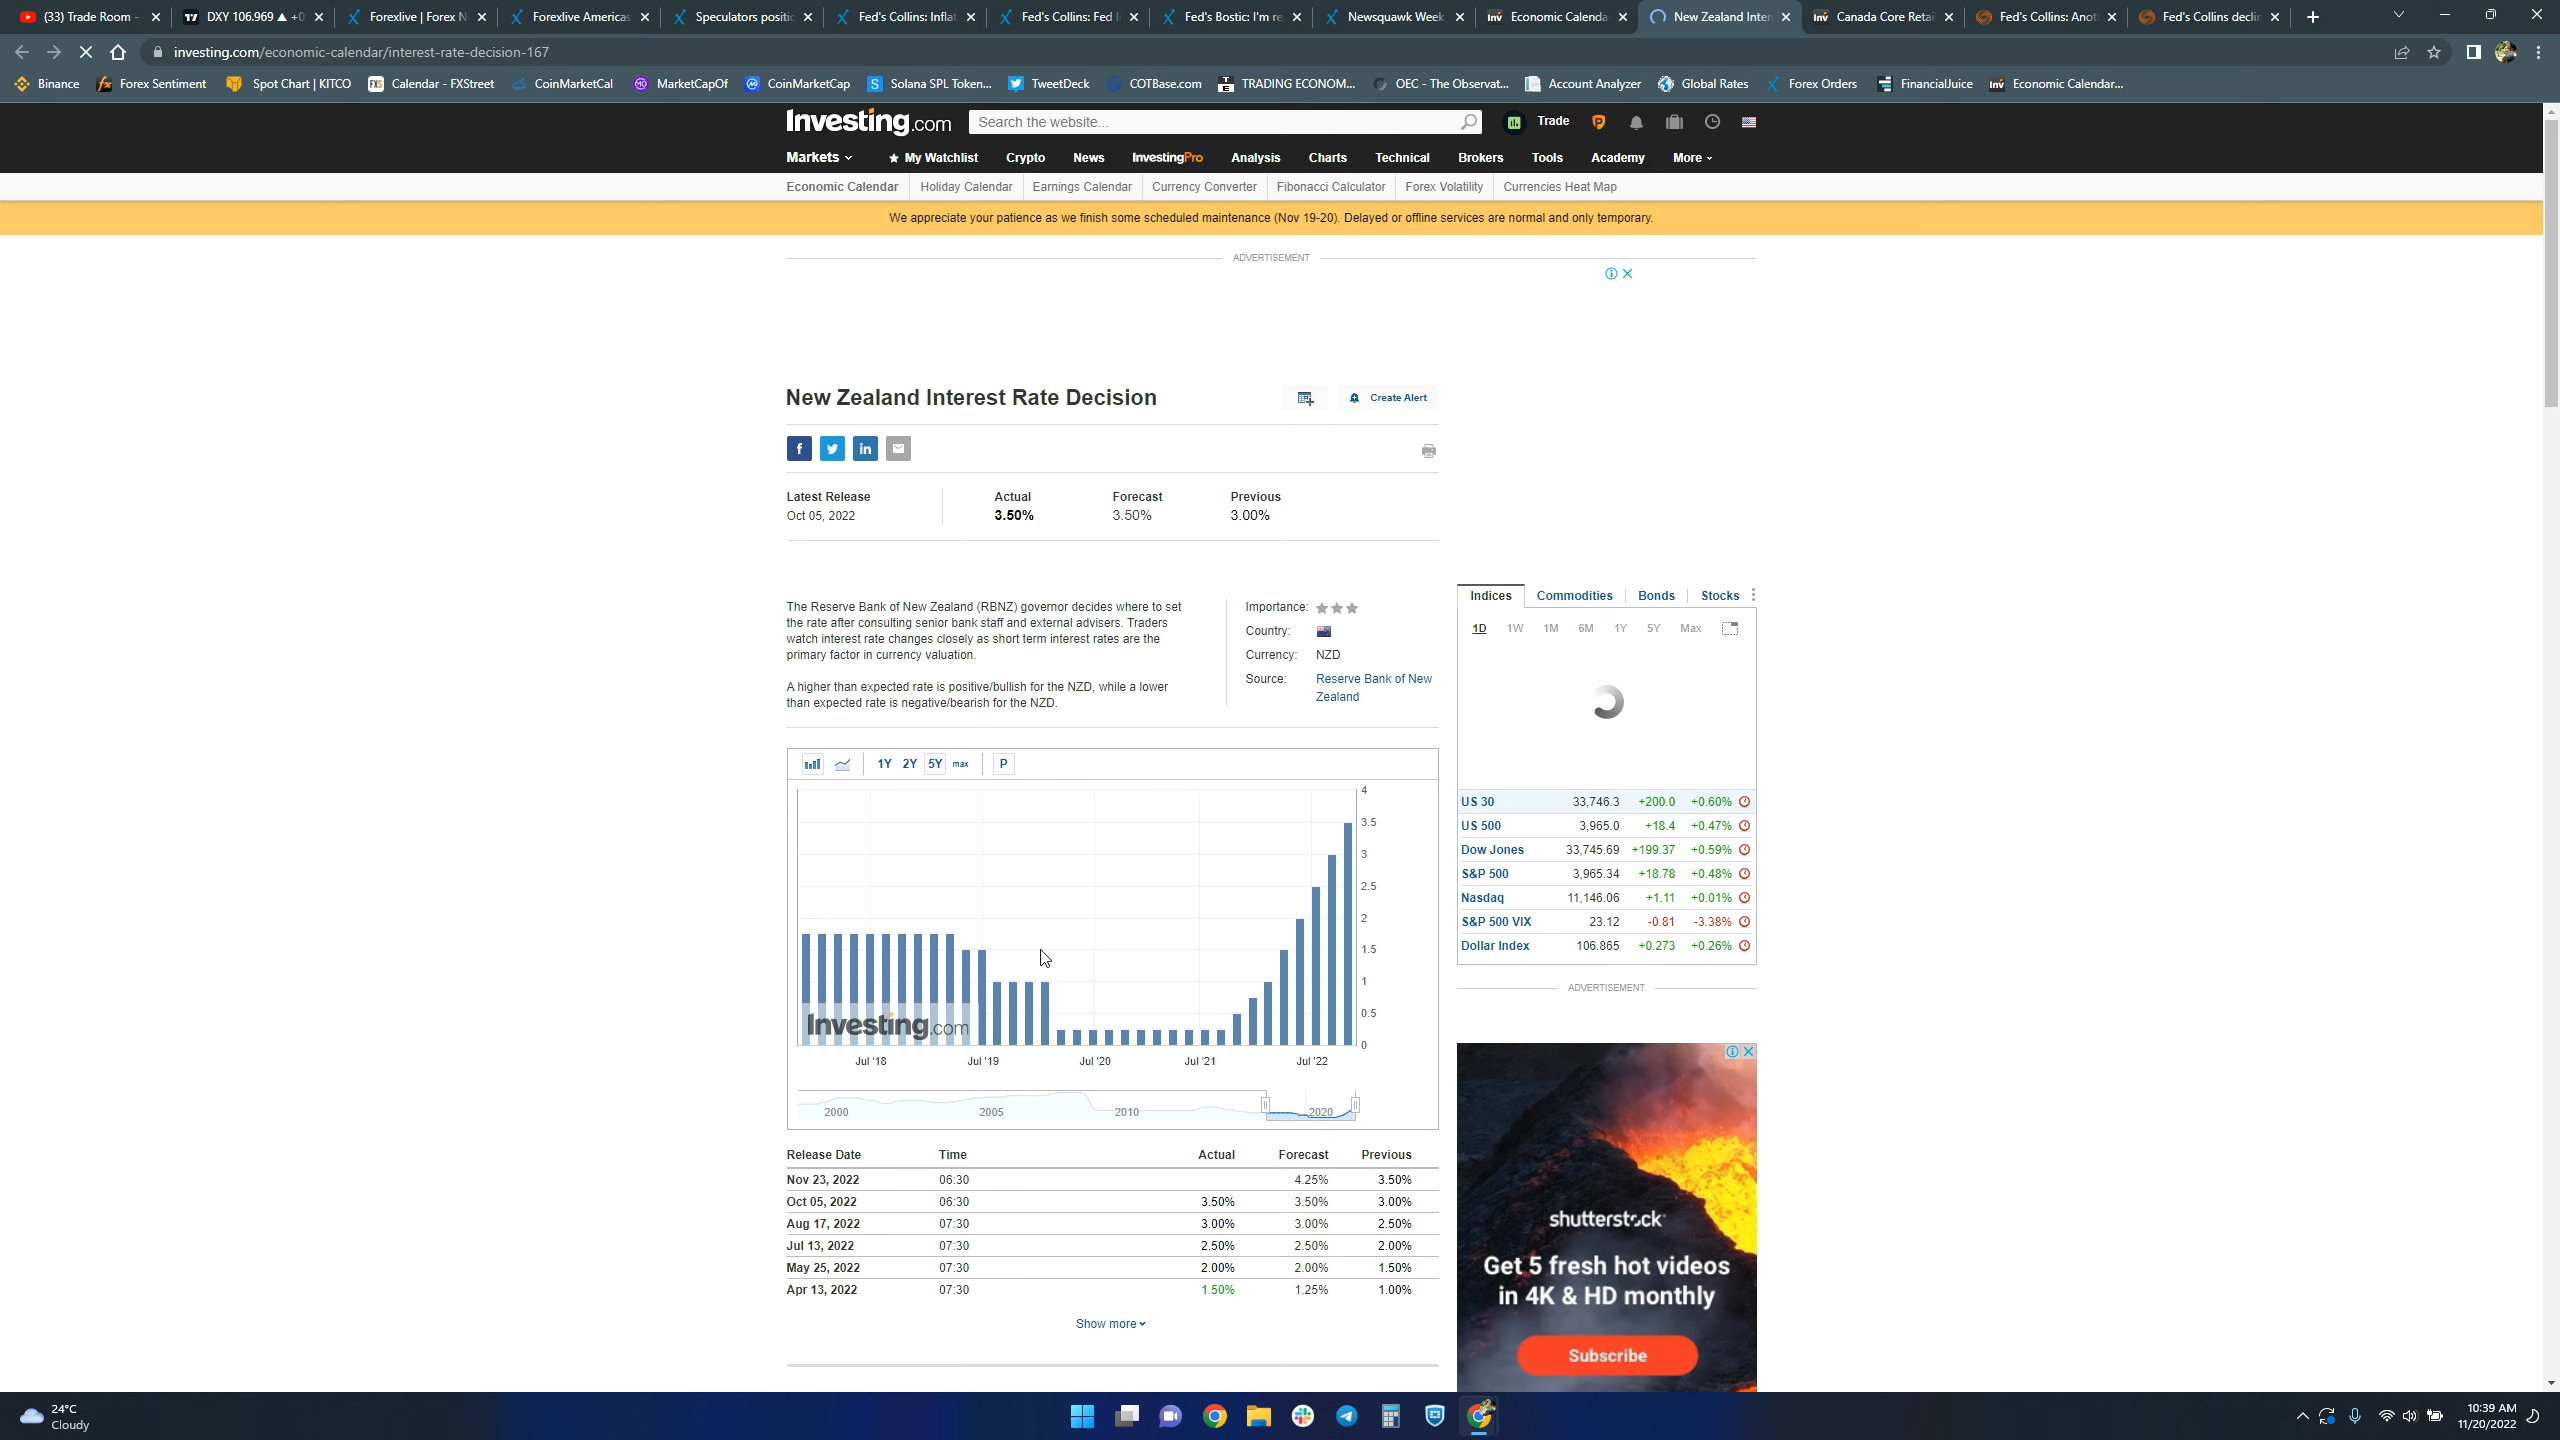 (33) Trade Room -
DXY 106.969 ▲ +0
Forexlive | Forex N
Forexlive Americas
Speculators positic
Fed's Collins: Inflat
Fed's Collins: Fed I
Fed's Bostic: I'm re
Newsquawk Week
Economic Calenda
New Zealand Inter
Canada Core Retai
Fed's Collins: Anot
Fed's Collins declin
investing.com/economic-calendar/interest-rate-decision-167
Binance
Forex Sentiment
Spot Chart | KITCO
Calendar - FXStreet
CoinMarketCal
MarketCapOf
CoinMarketCap
Solana SPL Token...
TweetDeck
COTBase.com
TRADING ECONOM...
OEC - The Observat...
Account Analyzer
Global Rates
Forex Orders
FinancialJuice
Economic Calendar...
Investing.com
Search the website...
Trade
Markets
My Watchlist
Crypto
News
InvestingPro
Analysis
Charts
Technical
Brokers
Tools
Academy
More
Economic Calendar
Holiday Calendar
Earnings Calendar
Currency Converter
Fibonacci Calculator
Forex Volatility
Currencies Heat Map
We appreciate your patience as we finish some scheduled maintenance (Nov 19-20). Delayed or offline services are normal and only temporary.
ADVERTISEMENT
New Zealand Interest Rate Decision
Create Alert
Latest Release Actual Forecast Previous
Oct 05, 2022 3.50% 3.50% 3.00%
The Reserve Bank of New Zealand (RBNZ) governor decides where to set
the rate after consulting senior bank staff and external advisers. Traders
watch interest rate changes closely as short term interest rates are the
primary factor in currency valuation.
A higher than expected rate is positive/bullish for the NZD, while a lower
than expected rate is negative/bearish for the NZD.
Importance:
Country:
Currency: NZD
Source: Reserve Bank of New
Zealand
Indices Commodities Bonds Stocks
1D 1W 1M 6M 1Y 5Y Max
US 30 33,746.3 +200.0 +0.60%
US 500 3,965.0 +18.4 +0.47%
Dow Jones 33,745.69 +199.37 +0.59%
S&P 500 3,965.34 +18.78 +0.48%
Nasdaq 11,146.06 +1.11 +0.01%
S&P 500 VIX 23.12 -0.81 -3.38%
Dollar Index 106.865 +0.273 +0.26%
1Y 2Y 5Y max P
4
3.5
3
2.5
2
1.5
1
0.5
0
Investing.com
Jul '18 Jul '19 Jul '20 Jul '21 Jul '22
2000 2005 2010 2020
Release Date Time Actual Forecast Previous
Nov 23, 2022 06:30 4.25% 3.50%
Oct 05, 2022 06:30 3.50% 3.50% 3.00%
Aug 17, 2022 07:30 3.00% 3.00% 2.50%
Jul 13, 2022 07:30 2.50% 2.50% 2.00%
May 25, 2022 07:30 2.00% 2.00% 1.50%
Apr 13, 2022 07:30 1.50% 1.25% 1.00%
Show more
ADVERTISEMENT
shutterstock
Get 5 fresh hot videos
in 4K & HD monthly
Subscribe
24°C
Cloudy
10:39 AM
11/20/2022